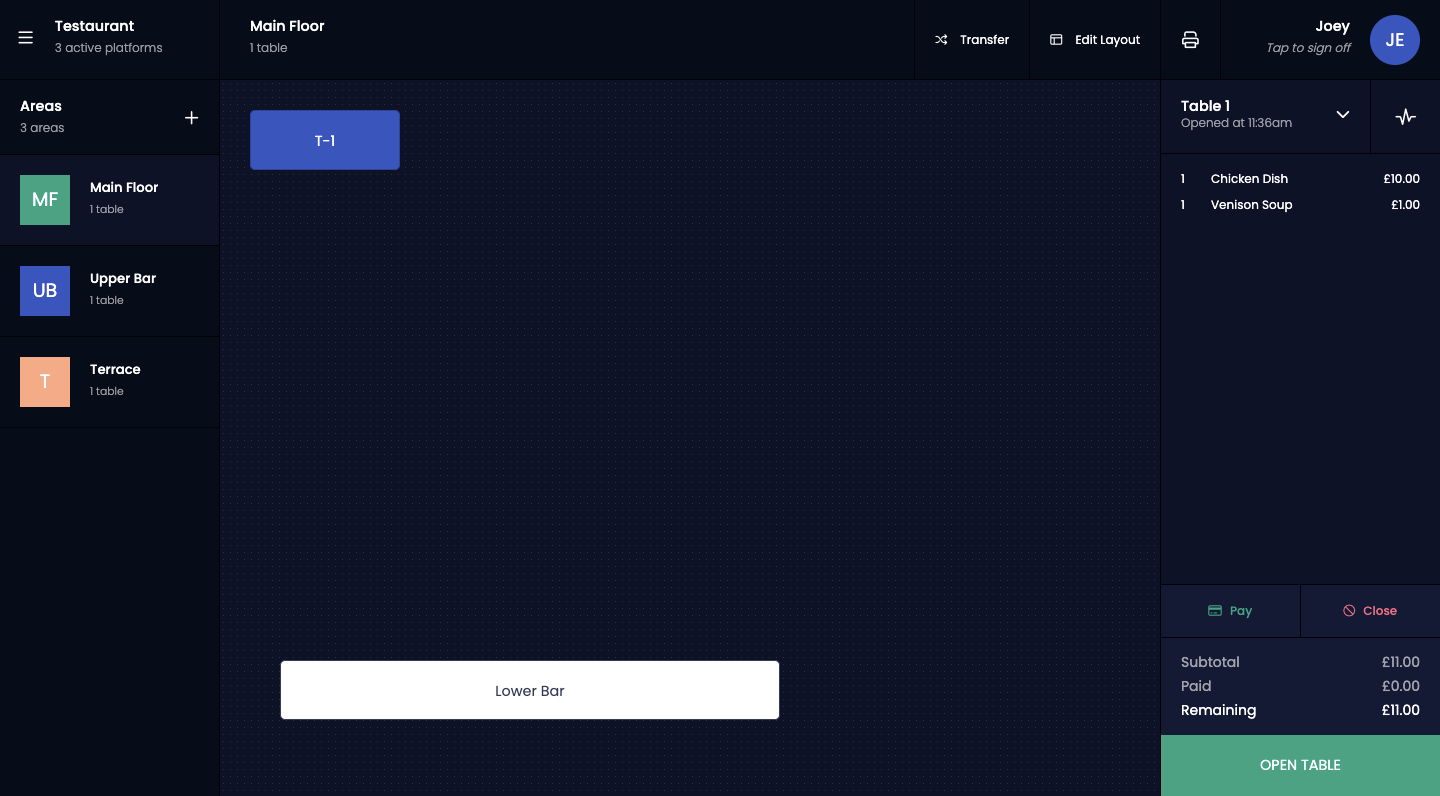 Testaurant
3 active platforms
Main Floor
1 table
Transfer
Edit Layout
Joey
Tap to sign off
JE
Areas
3 areas
MF
Main Floor
1 table
UB
Upper Bar
1 table
T
Terrace
1 table
T-1
Lower Bar
Table 1
Opened at 11:36am
1 Chicken Dish £10.00
1 Venison Soup £1.00
Pay
Close
Subtotal £11.00
Paid £0.00
Remaining £11.00
OPEN TABLE